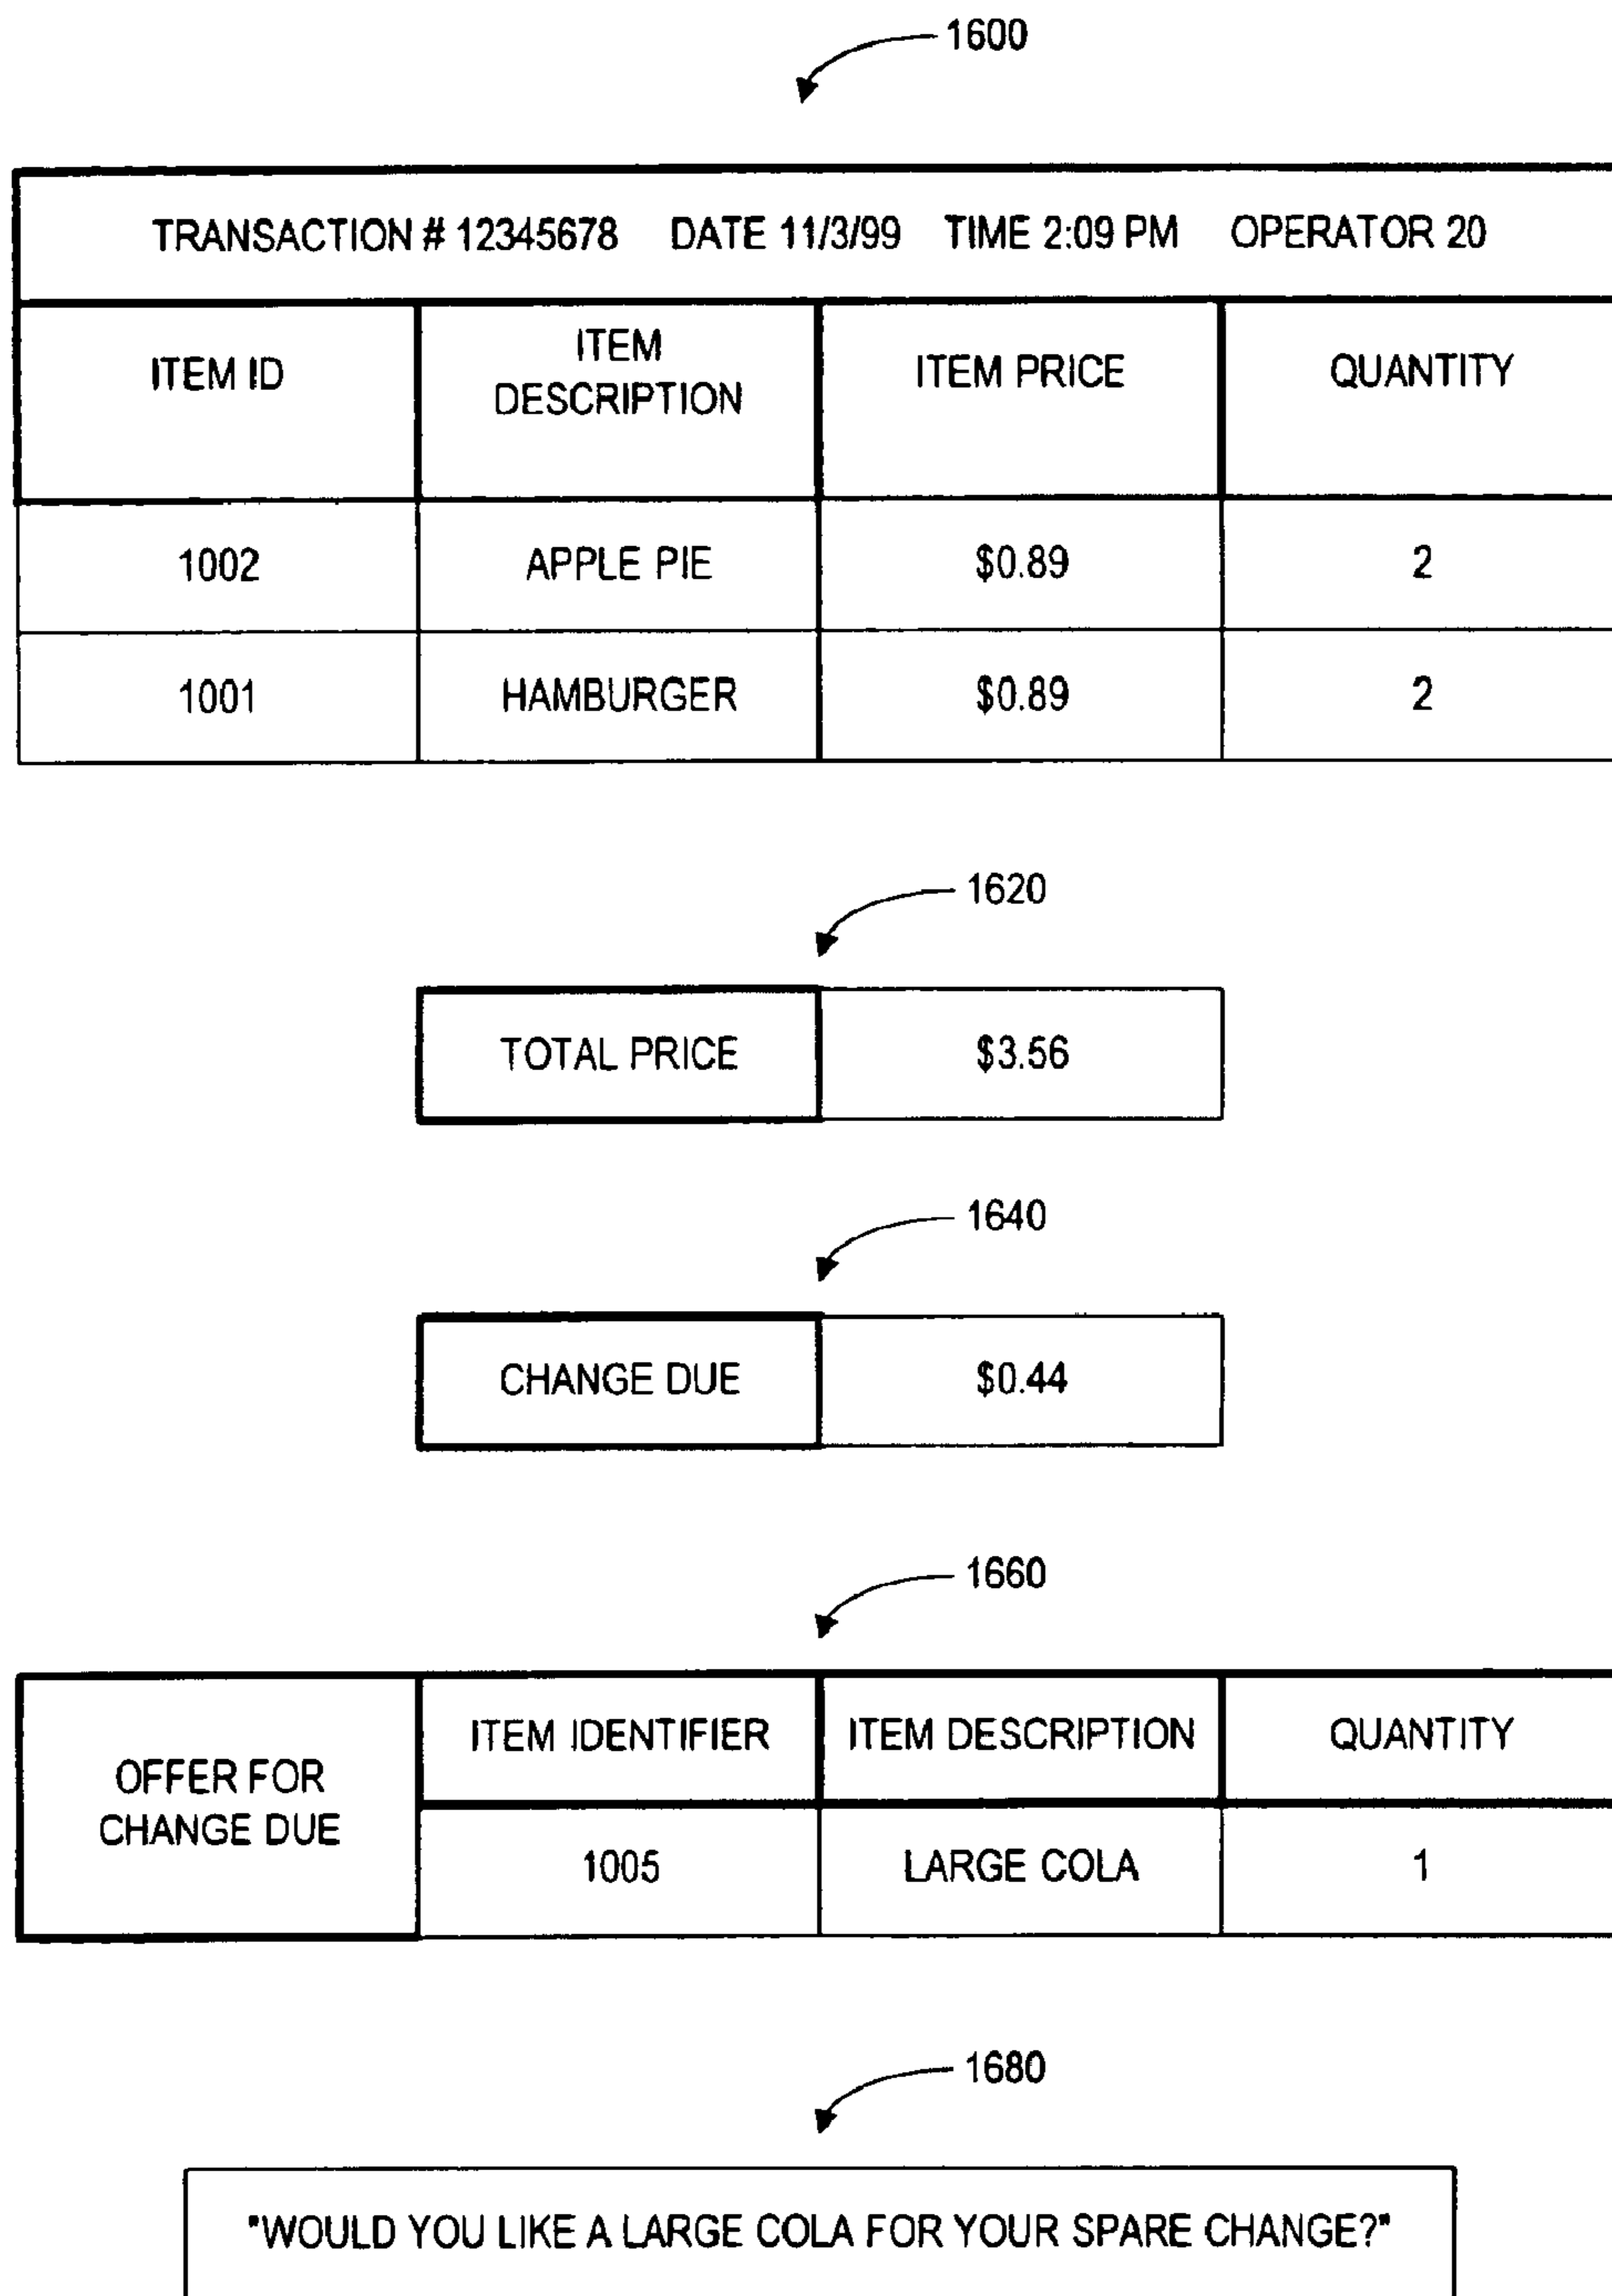 1600
TRANSACTION # 12345678 DATE 11/3/99 TIME 2:09 PM OPERATOR 20
ITEM ID
ITEM
DESCRIPTION
ITEM PRICE
QUANTITY
1002 APPLE PIE $0.89 2
1001 HAMBURGER $0.89 2
1620
TOTAL PRICE $3.56
1640
CHANGE DUE $0.44
1660
OFFER FOR
CHANGE DUE
ITEM IDENTIFIER ITEM DESCRIPTION QUANTITY
1005 LARGE COLA 1
1680
"WOULD YOU LIKE A LARGE COLA FOR YOUR SPARE CHANGE?"